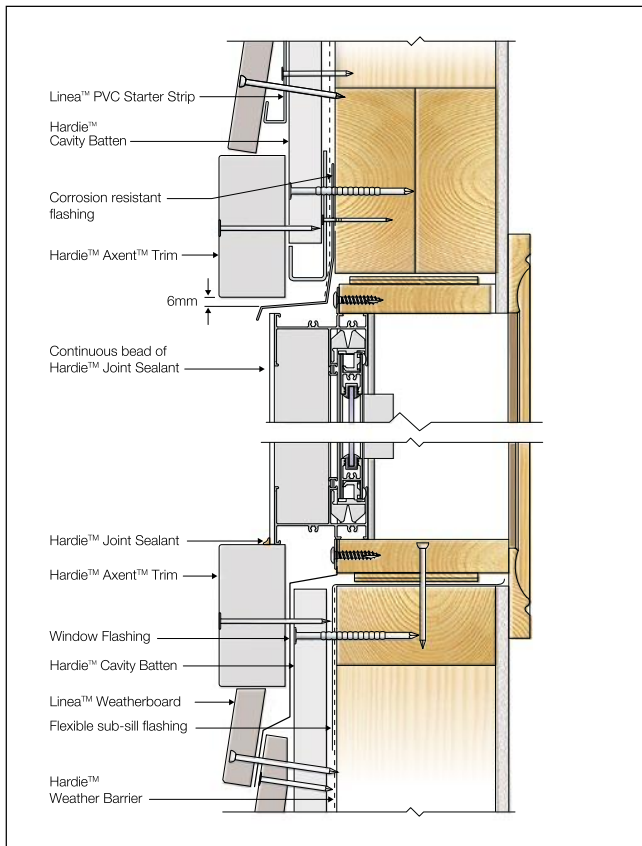 Linea™ PVC Starter Strip
Hardie™
Cavity Batten
Corrosion resistant
flashing
Hardie™ Axent™ Trim
6mm
Continuous bead of
Hardie™ Joint Sealant
Hardie™ Joint Sealant
Hardie™ Axent™ Trim
Window Flashing
Hardie™ Cavity Batten
Linea™ Weatherboard
Flexible sub-sill flashing
Hardie™
Weather Barrier